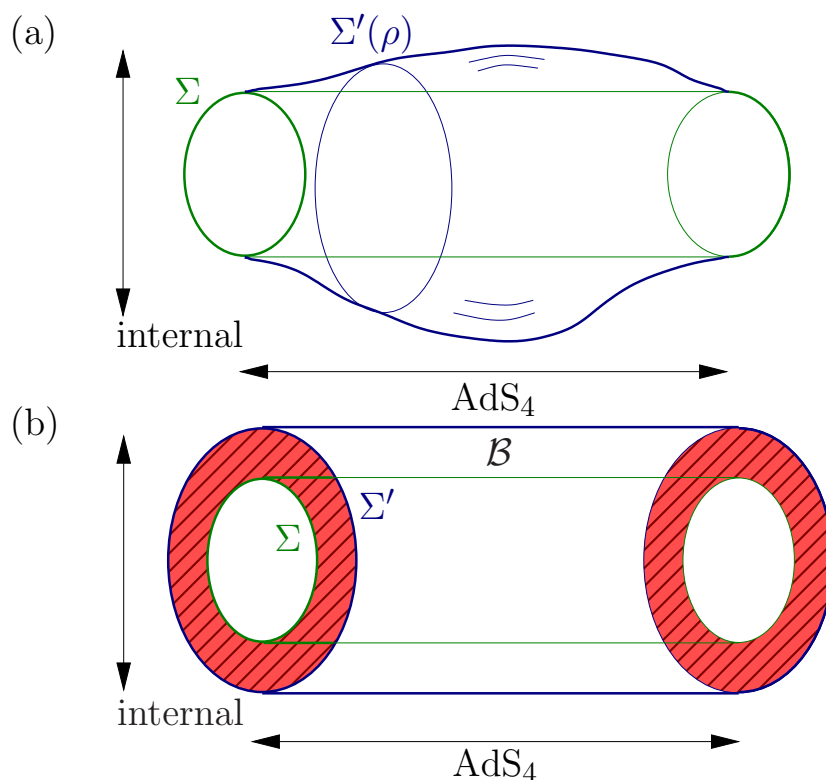 (a)
Σ′(ρ)
Σ
internal
AdS₄
(b)
ℬ
Σ′
Σ
internal
AdS₄